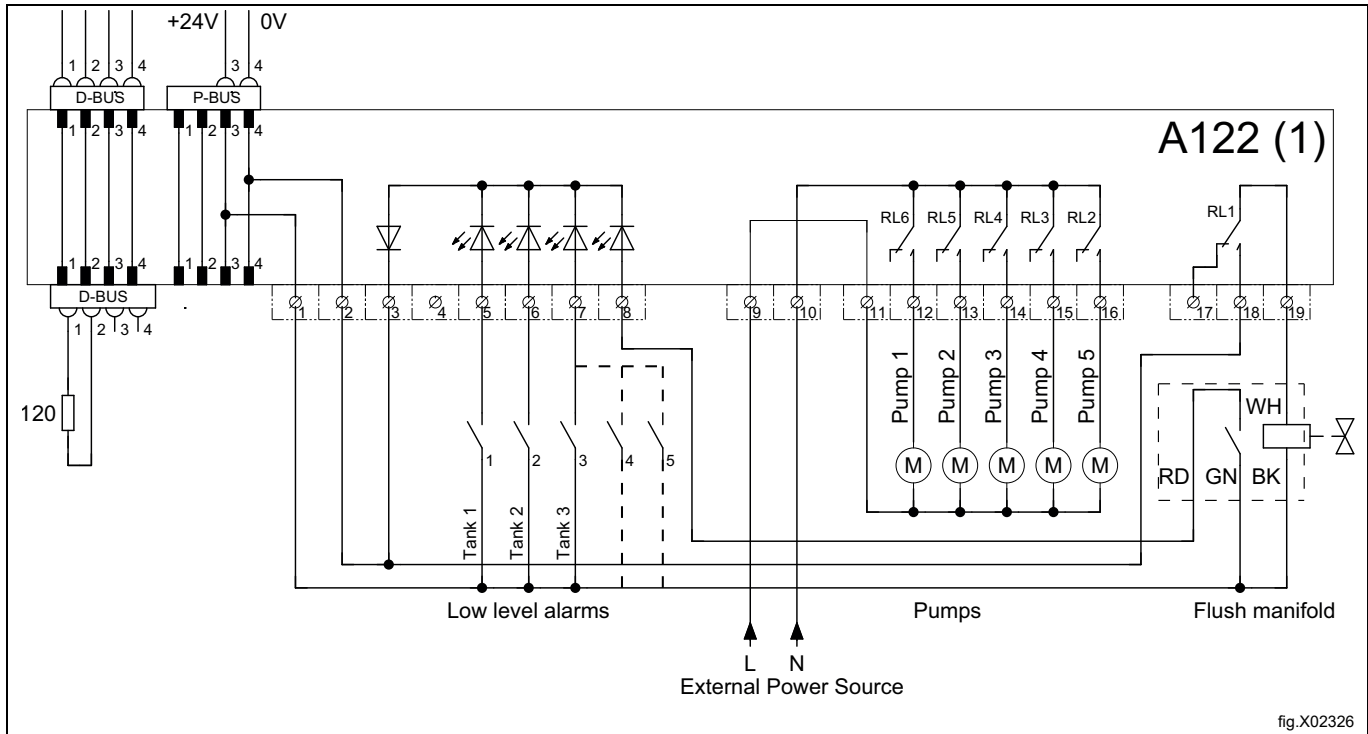 +24V 0V
1 2 3 4 3 4
D-BUS P-BUS
1 2 3 4 1 2 3 4
A122 (1)
RL6 RL5 RL4 RL3 RL2 RL1
1 2 3 4 1 2 3 4
D-BUS
1 2 3 4 5 6 7 8 9 10 11 12 13 14 15 16 17 18 19
1 2 3 4
120
Pump 1 Pump 2 Pump 3 Pump 4 Pump 5
WH
1 2 3 4 5
M M M M M
RD GN BK
Tank 1 Tank 2 Tank 3
Low level alarms Pumps Flush manifold
L N
External Power Source
fig.X02326